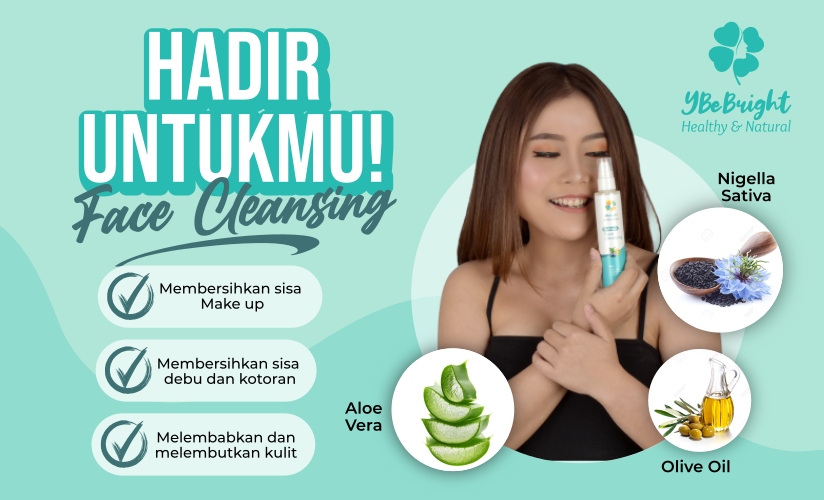 HADIR
UNTUKMU!
Face Cleansing
Membersihkan sisa
Make up
Membersihkan sisa
debu dan kotoran
Melembabkan dan
melembutkan kulit
YBeBright
Healthy & Natural
Nigella
Sativa
Aloe
Vera
Olive Oil